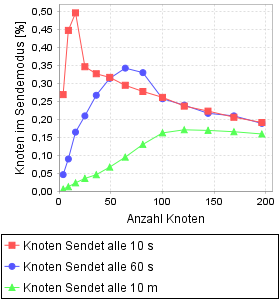 0,50
0,45
0,40
0,35
0,30
0,25
0,20
0,15
0,10
0,05
0,00
Knoten im Sendemodus [%]
0 50 100 150 200
Anzahl Knoten
Knoten Sendet alle 10 s
Knoten Sendet alle 60 s
Knoten Sendet alle 10 m